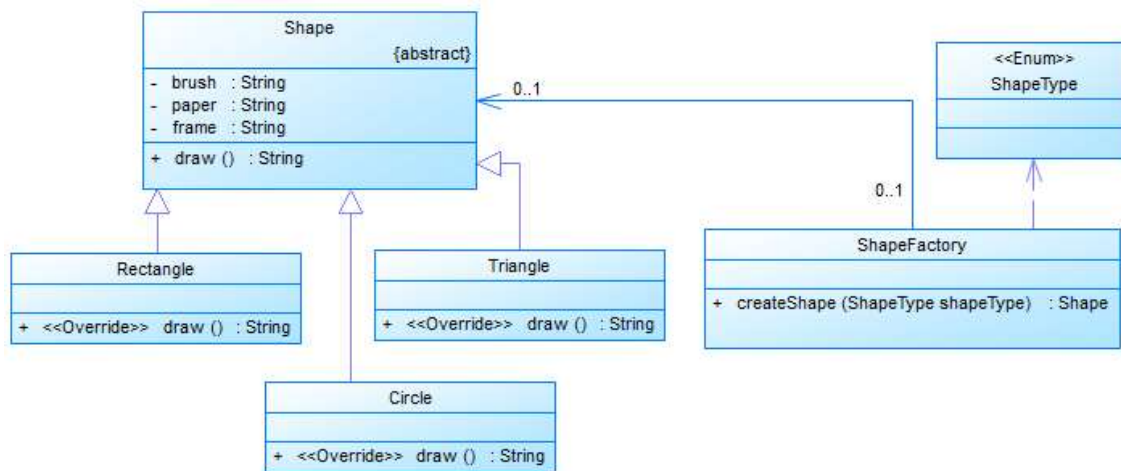 Shape
{abstract}
- brush : String
- paper : String
- frame : String
+ draw () : String
0..1
0..1
<<Enum>>
ShapeType
Rectangle
+ <<Override>> draw () : String
Triangle
+ <<Override>> draw () : String
Circle
+ <<Override>> draw () : String
ShapeFactory
+ createShape (ShapeType shapeType) : Shape